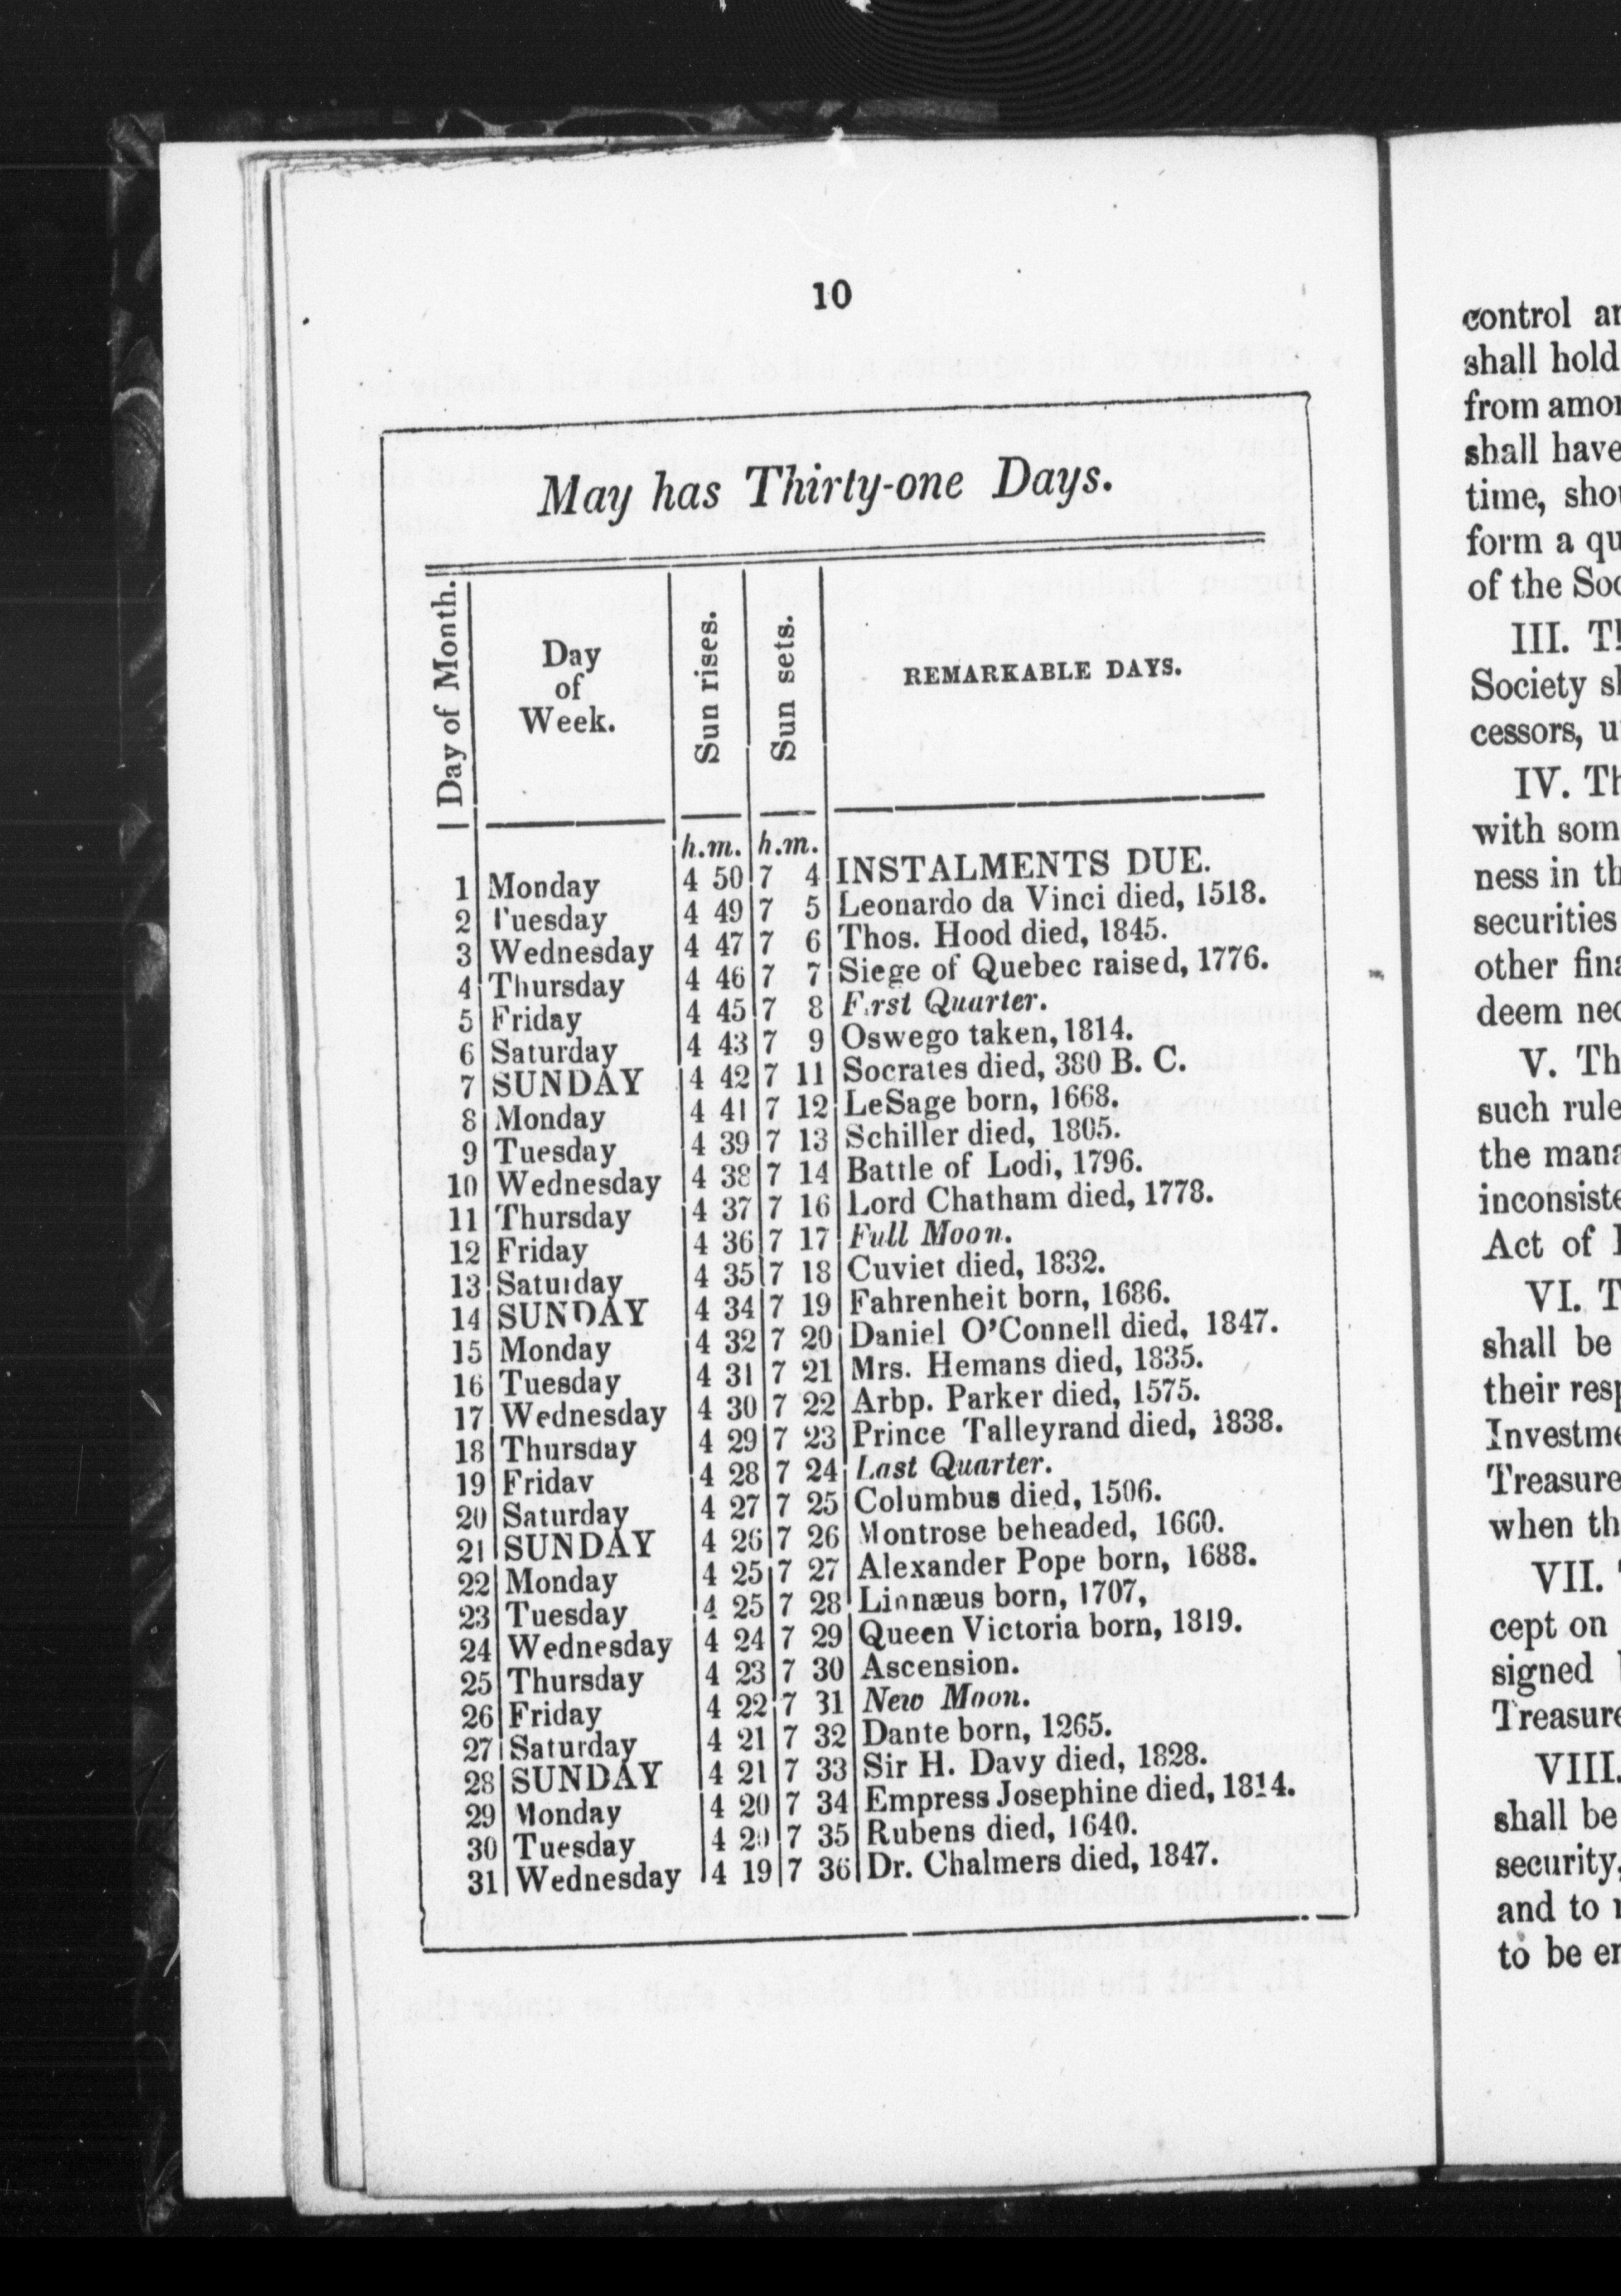 10
May has Thirty-one Days.
Day of Month. Day of Week. Sun rises. Sun sets. REMARKABLE DAYS.
h.m. h.m.
1 Monday 4 50 7 4 INSTALMENTS DUE.
2 Tuesday 4 49 7 5 Leonardo da Vinci died, 1518.
3 Wednesday 4 47 7 6 Thos. Hood died, 1845.
4 Thursday 4 46 7 7 Siege of Quebec raised, 1776.
5 Friday 4 45 7 8 First Quarter.
6 Saturday 4 43 7 9 Oswego taken, 1814.
7 SUNDAY 4 42 7 11 Socrates died, 380 B. C.
8 Monday 4 41 7 12 LeSage born, 1668.
9 Tuesday 4 39 7 13 Schiller died, 1805.
10 Wednesday 4 38 7 14 Battle of Lodi, 1796.
11 Thursday 4 37 7 16 Lord Chatham died, 1778.
12 Friday 4 36 7 17 Full Moon.
13 Saturday 4 35 7 18 Cuvier died, 1832.
14 SUNDAY 4 34 7 19 Fahrenheit born, 1686.
15 Monday 4 32 7 20 Daniel O'Connell died, 1847.
16 Tuesday 4 31 7 21 Mrs. Hemans died, 1835.
17 Wednesday 4 30 7 22 Arbp. Parker died, 1575.
18 Thursday 4 29 7 23 Prince Talleyrand died, 1838.
19 Friday 4 28 7 24 Last Quarter.
20 Saturday 4 27 7 25 Columbus died, 1506.
21 SUNDAY 4 26 7 26 Montrose beheaded, 1660.
22 Monday 4 25 7 27 Alexander Pope born, 1688.
23 Tuesday 4 25 7 28 Linnæus born, 1707,
24 Wednesday 4 24 7 29 Queen Victoria born, 1819.
25 Thursday 4 23 7 30 Ascension.
26 Friday 4 22 7 31 New Moon.
27 Saturday 4 21 7 32 Dante born, 1265.
28 SUNDAY 4 21 7 33 Sir H. Davy died, 1828.
29 Monday 4 20 7 34 Empress Josephine died, 1814.
30 Tuesday 4 20 7 35 Rubens died, 1640.
31 Wednesday 4 19 7 36 Dr. Chalmers died, 1847.
control
shall hold
from
shall have
time,
form a
of the
III.
Society
cessors,
IV.
with
ness in
securities
other
deem
V.
such
the
Act of
VI.
shall be
their
when
VII.
cept on
signed
VIII.
shall be
security,
and to
to be